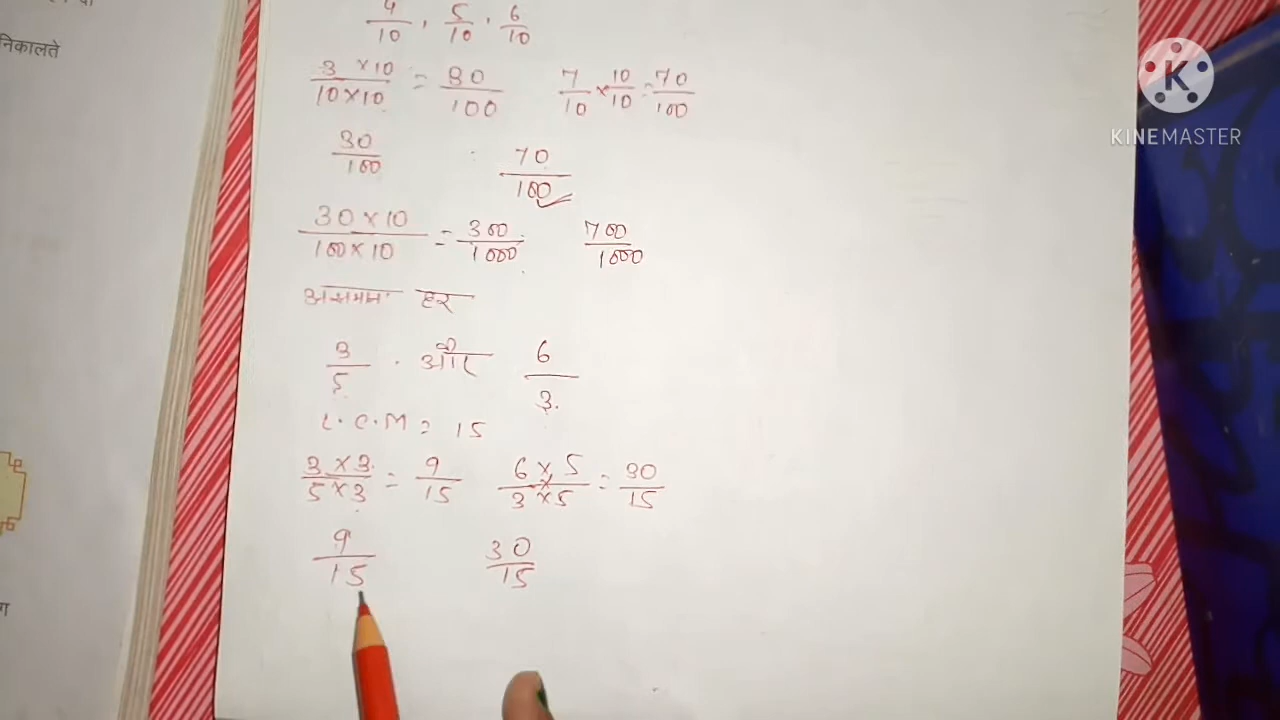 निकालते
4/10, 5/10, 6/10
3 × 10 / 10 × 10 = 30/100 7/10 × 10/10 = 70/100
30/100 70/100
30 × 10 / 100 × 10 = 300/1000 700/1000
असमान हर
3/5 और 6/3
L.C.M = 15
3 × 3 / 5 × 3 = 9/15 6 × 5 / 3 × 5 = 30/15
9/15 30/15
KINEMASTER